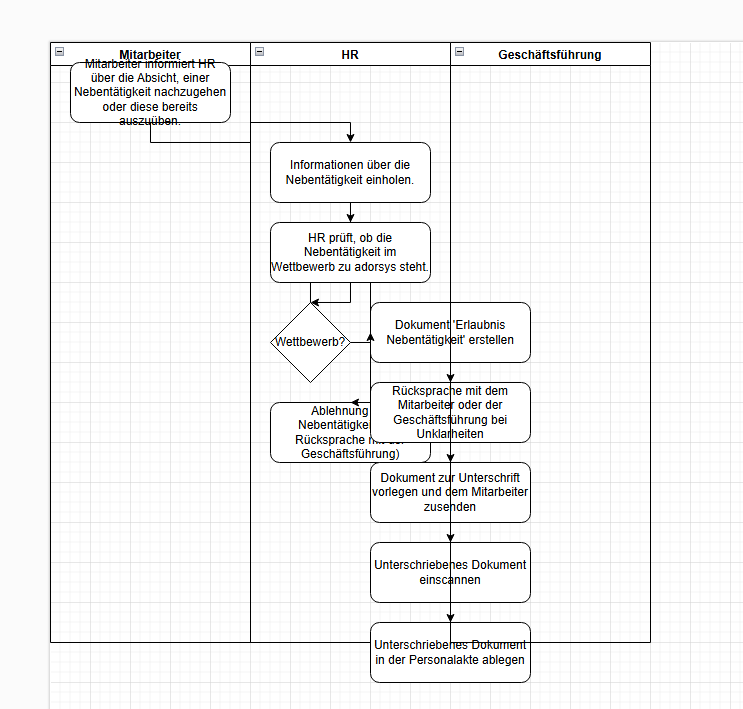 Mitarbeiter
HR
Geschäftsführung
Mitarbeiter informiert HR
über die Absicht, einer
Nebentätigkeit nachzugehen
oder diese bereits
auszuüben.
Informationen über die
Nebentätigkeit einholen.
HR prüft, ob die
Nebentätigkeit im
Wettbewerb zu adorsys steht.
Wettbewerb?
Dokument 'Erlaubnis
Nebentätigkeit' erstellen
Rücksprache mit dem
Mitarbeiter oder der
Geschäftsführung bei
Unklarheiten
Ablehnung
Rücksprache
Geschäftsführung)
Dokument zur Unterschrift
vorlegen und dem Mitarbeiter
zusenden
Unterschriebenes Dokument
einscannen
Unterschriebenes Dokument
in der Personalakte ablegen